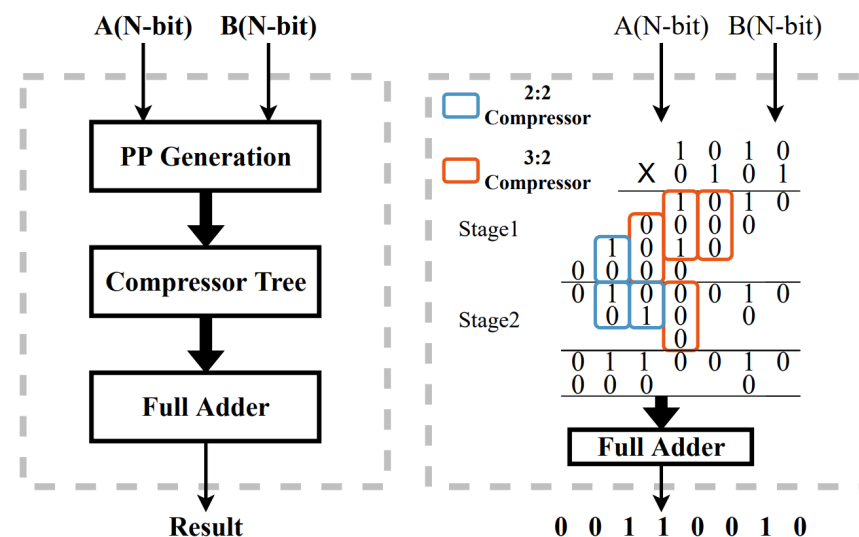 A(N-bit) B(N-bit)
PP Generation
Compressor Tree
Full Adder
Result
A(N-bit) B(N-bit)
2:2
Compressor
3:2
Compressor
1 0 1 0
X 0 1 0 1
Stage1
1 0 1 0
0 0 0 0
1 0 1 0
0 0 0 0
Stage2
0 1 0 0 0 1 0
0 1 0 0
0
0 1 1 0 0 1 0
0 0 0 0
Full Adder
0 0 1 1 0 0 1 0